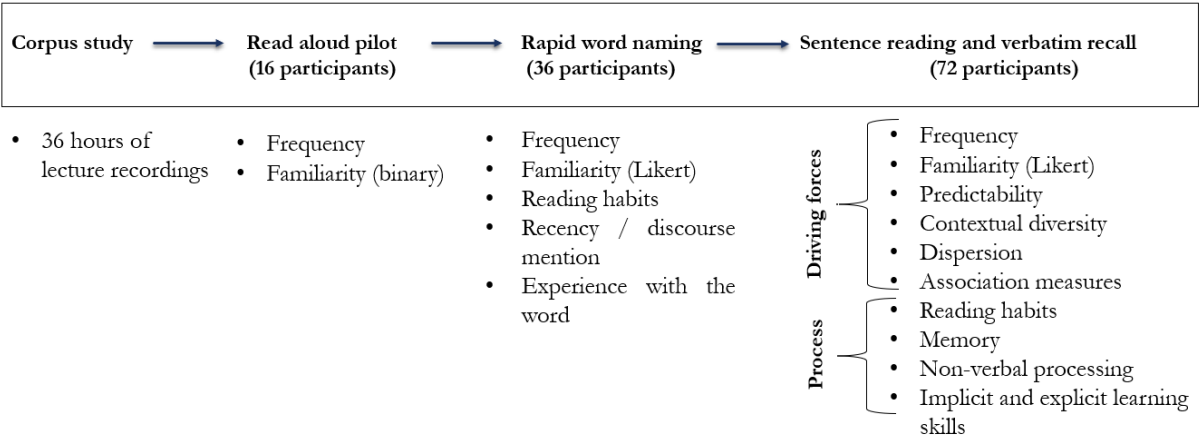 Corpus study
Read aloud pilot
(16 participants)
Rapid word naming
(36 participants)
Sentence reading and verbatim recall
(72 participants)
• 36 hours of
lecture recordings
• Frequency
• Familiarity (binary)
• Frequency
• Familiarity (Likert)
• Reading habits
• Recency / discourse
mention
• Experience with the
word
Driving forces
• Frequency
• Familiarity (Likert)
• Predictability
• Contextual diversity
• Dispersion
• Association measures
Process
• Reading habits
• Memory
• Non-verbal processing
• Implicit and explicit learning
skills